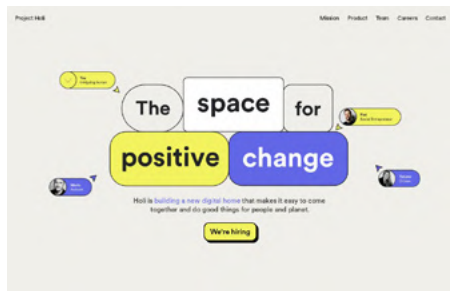 Project Holi
Mission Product Team Careers Contact
The space for
positive change
Holi is building a new digital home that makes it easy to come
together and do good things for people and planet.
We're hiring